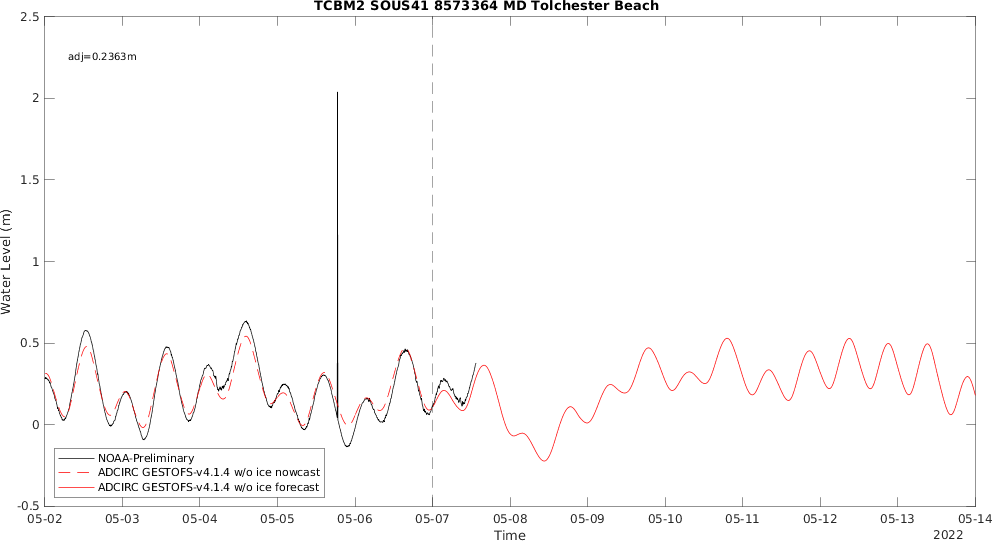 TCBM2 SOUS41 8573364 MD Tolchester Beach
adj=0.2363m
2.5
2
1.5
1
0.5
0
-0.5
Water Level (m)
NOAA-Preliminary
ADCIRC GESTOFS-v4.1.4 w/o ice nowcast
ADCIRC GESTOFS-v4.1.4 w/o ice forecast
05-02 05-03 05-04 05-05 05-06 05-07 05-08 05-09 05-10 05-11 05-12 05-13 05-14
Time
2022